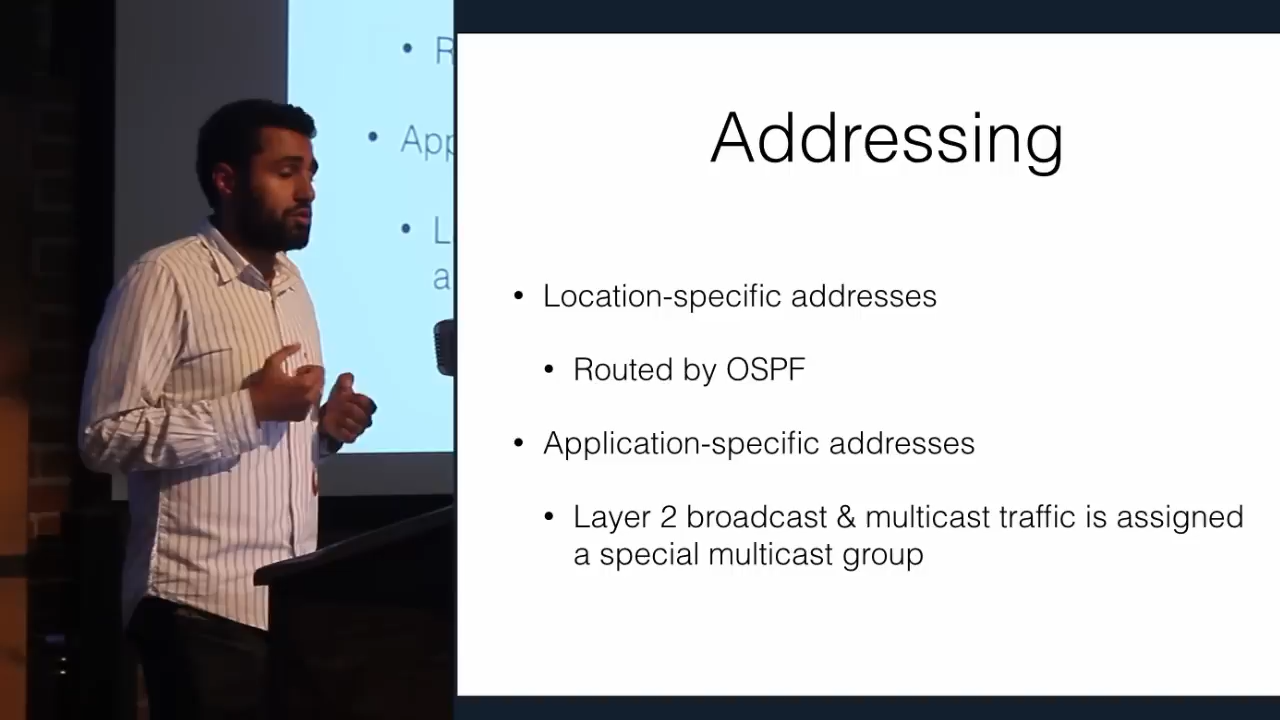 Addressing
• Location-specific addresses
• Routed by OSPF
• Application-specific addresses
• Layer 2 broadcast & multicast traffic is assigned
a special multicast group
• R
• App
• L
a